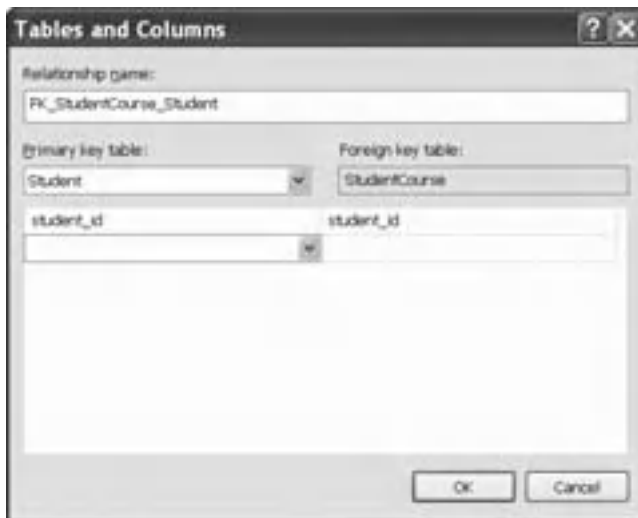 Tables and Columns
Relationship name:
FK_StudentCourse_Student
Primary key table:
Foreign key table:
Student
StudentCourse
student_id
student_id
OK
Cancel